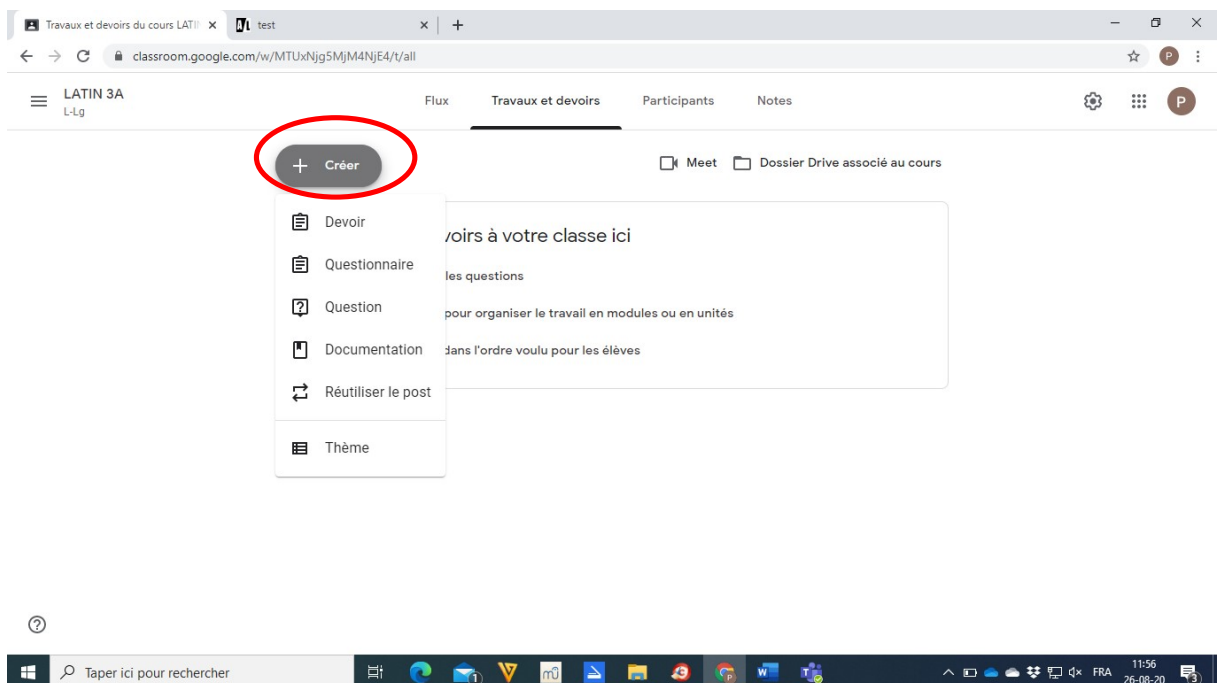 Travaux et devoirs du cours LATI
test
classroom.google.com/w/MTUxNjg5MjM4NjE4/t/all
P
LATIN 3A
L-Lg
Flux
Travaux et devoirs
Participants
Notes
P
+ Créer
Meet
Dossier Drive associé au cours
Devoir
Questionnaire
Question
Documentation
Réutiliser le post
Thème
voirs à votre classe ici
les questions
pour organiser le travail en modules ou en unités
dans l'ordre voulu pour les élèves
Taper ici pour rechercher
FRA
11:56
26-08-20
3